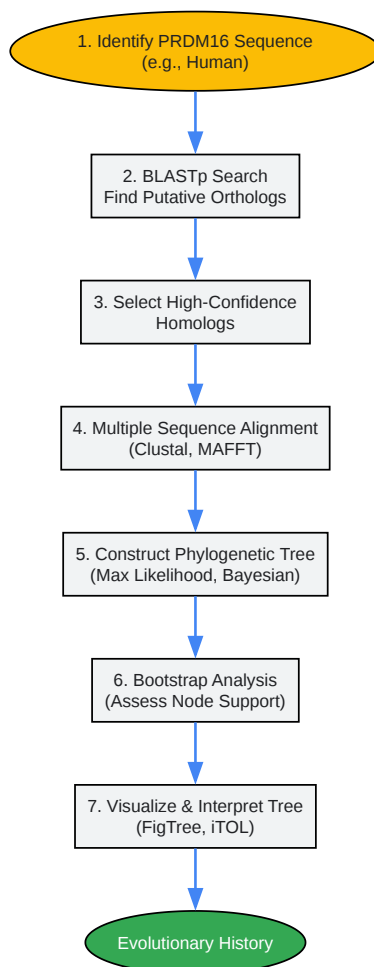 1. Identify PRDM16 Sequence
(e.g., Human)
2. BLASTp Search
Find Putative Orthologs
3. Select High-Confidence
Homologs
4. Multiple Sequence Alignment
(Clustal, MAFFT)
5. Construct Phylogenetic Tree
(Max Likelihood, Bayesian)
6. Bootstrap Analysis
(Assess Node Support)
7. Visualize & Interpret Tree
(FigTree, iTOL)
Evolutionary History